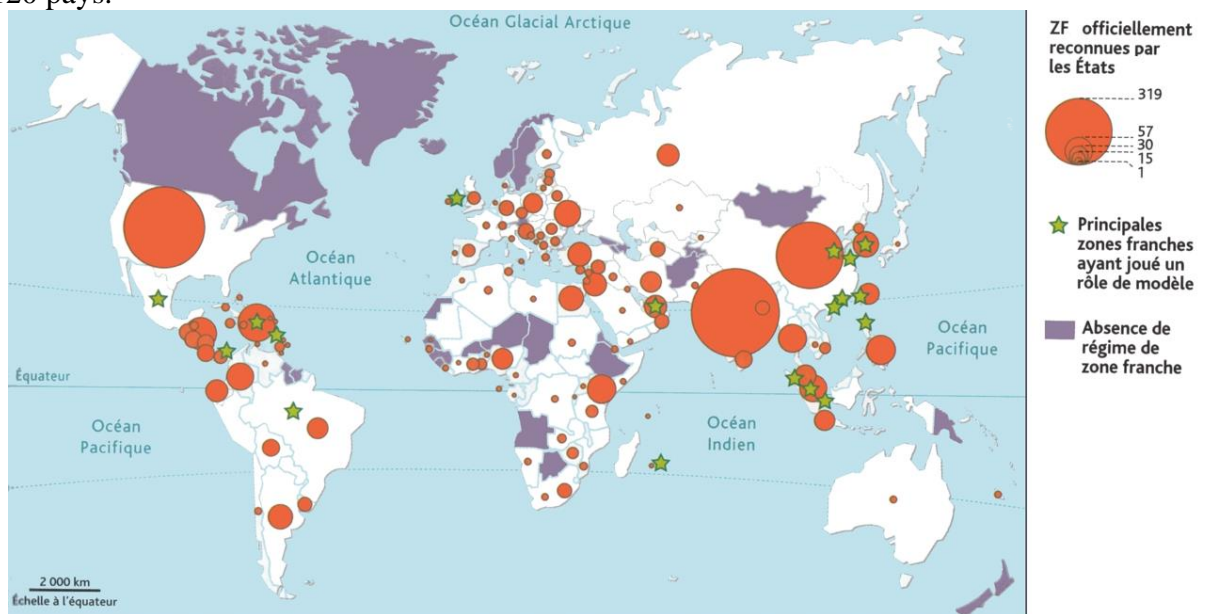 120 pays.
Océan Glacial Arctique
Océan
Atlantique
Équateur
Océan
Pacifique
Océan
Indien
Océan
Pacifique
2 000 km
Échelle à l'équateur
ZF officiellement
reconnues par
les États
319
57
30
15
1
Principales
zones franches
ayant joué un
rôle de modèle
Absence de
régime de
zone franche